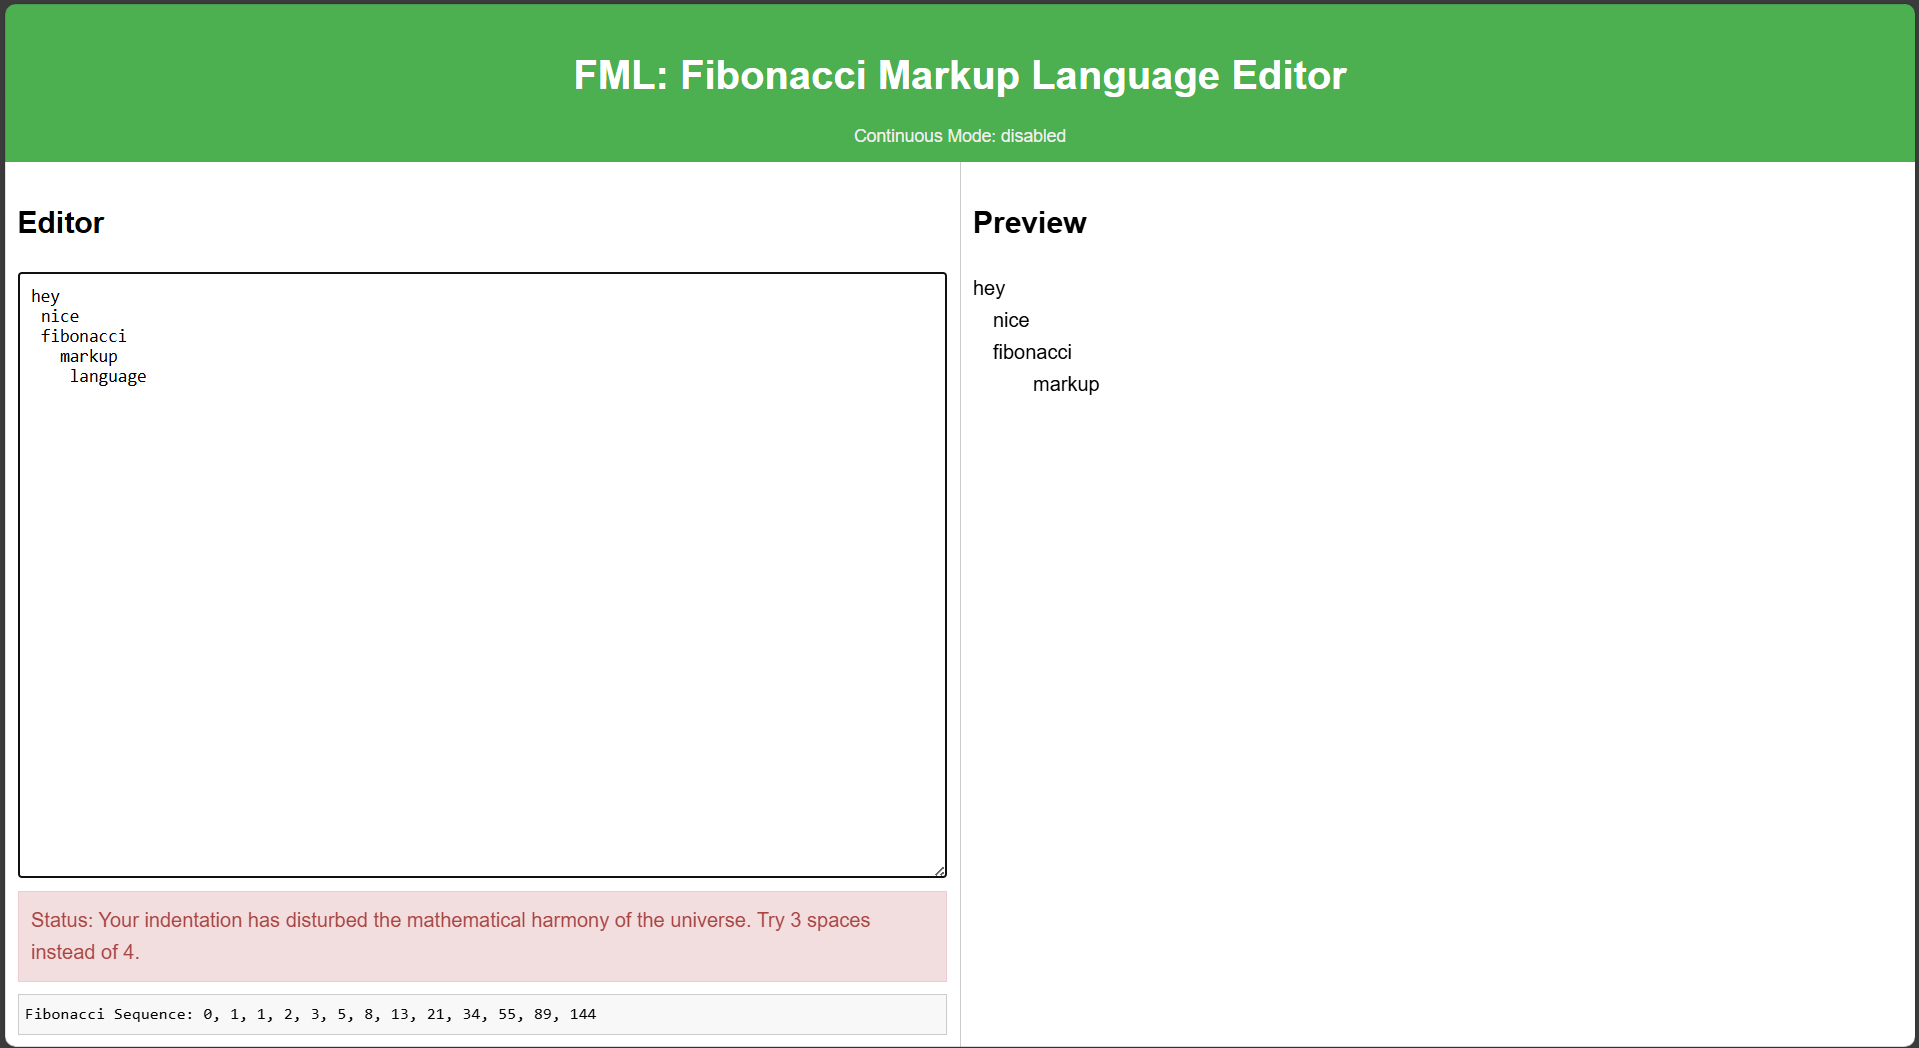 FML: Fibonacci Markup Language Editor
Continuous Mode: disabled
Editor
hey
 nice
 fibonacci
   markup
    language
Status: Your indentation has disturbed the mathematical harmony of the universe. Try 3 spaces
instead of 4.
Fibonacci Sequence: 0, 1, 1, 2, 3, 5, 8, 13, 21, 34, 55, 89, 144
Preview
hey
nice
fibonacci
markup